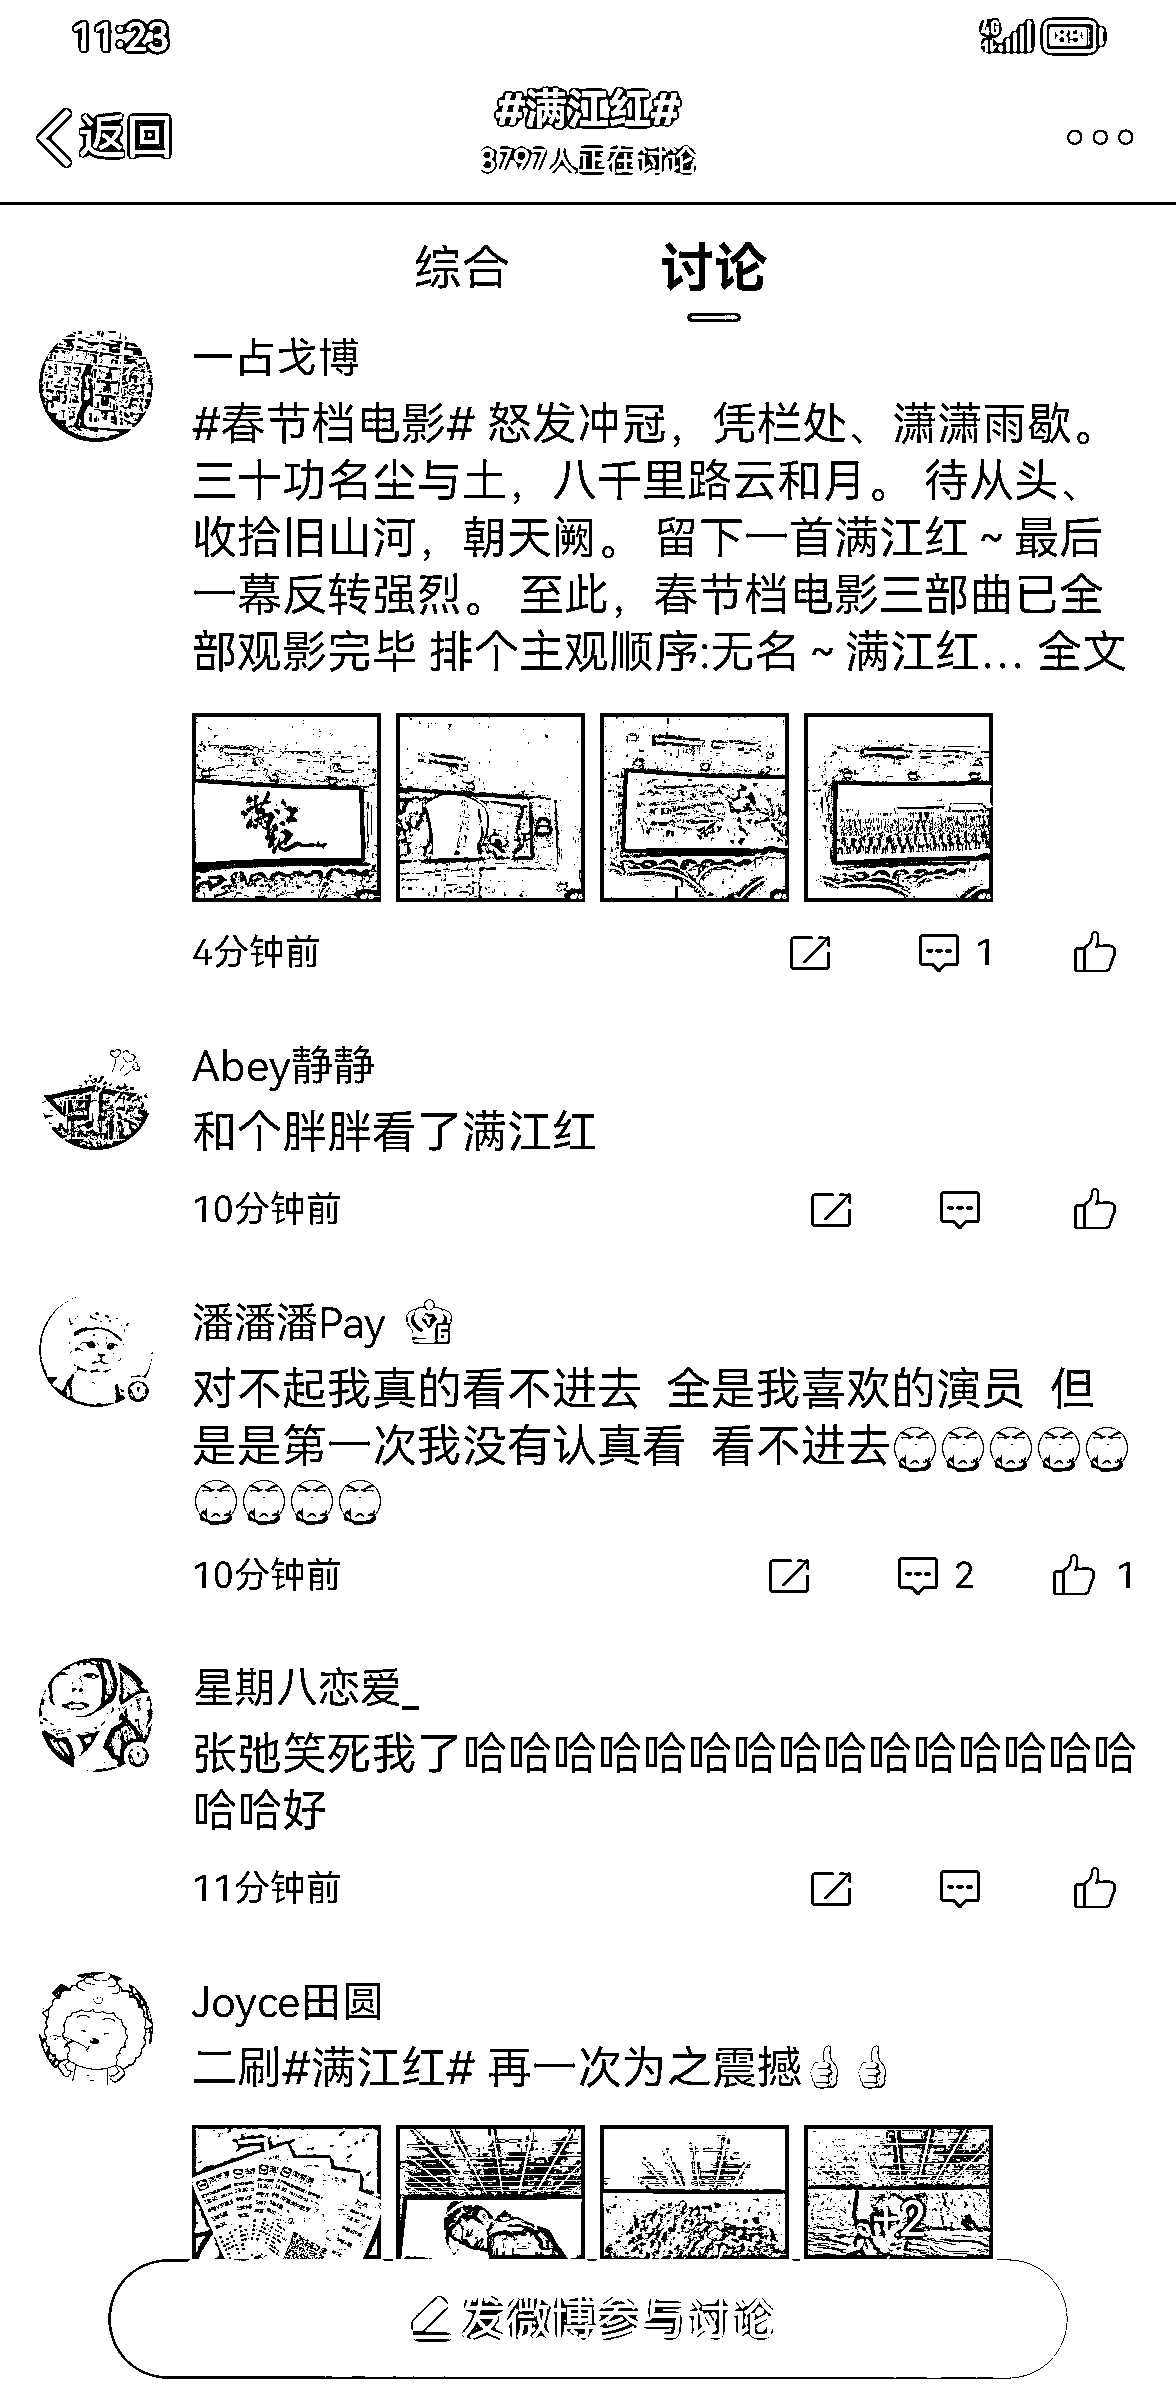 11:23
4G
返回
#满江红#
3797人正在讨论
综合
讨论
一占戈博
#春节档电影# 怒发冲冠，凭栏处、潇潇雨歇。
三十功名尘与土，八千里路云和月。 待从头、
收拾旧山河，朝天阙。 留下一首满江红 ~ 最后
一幕反转强烈。 至此，春节档电影三部曲已全
部观影完毕 排个主观顺序:无名 ~ 满江红... 全文
满江
红
4分钟前
1
Abey静静
和个胖胖看了满江红
10分钟前
潘潘潘Pay
对不起我真的看不进去 全是我喜欢的演员 但
是是第一次我没有认真看 看不进去
10分钟前
2
1
星期八恋爱_
张弛笑死我了哈哈哈哈哈哈哈哈哈哈哈哈哈哈哈
哈哈好
11分钟前
Joyce田圆
二刷#满江红# 再一次为之震撼👍👍
+2
发微博参与讨论